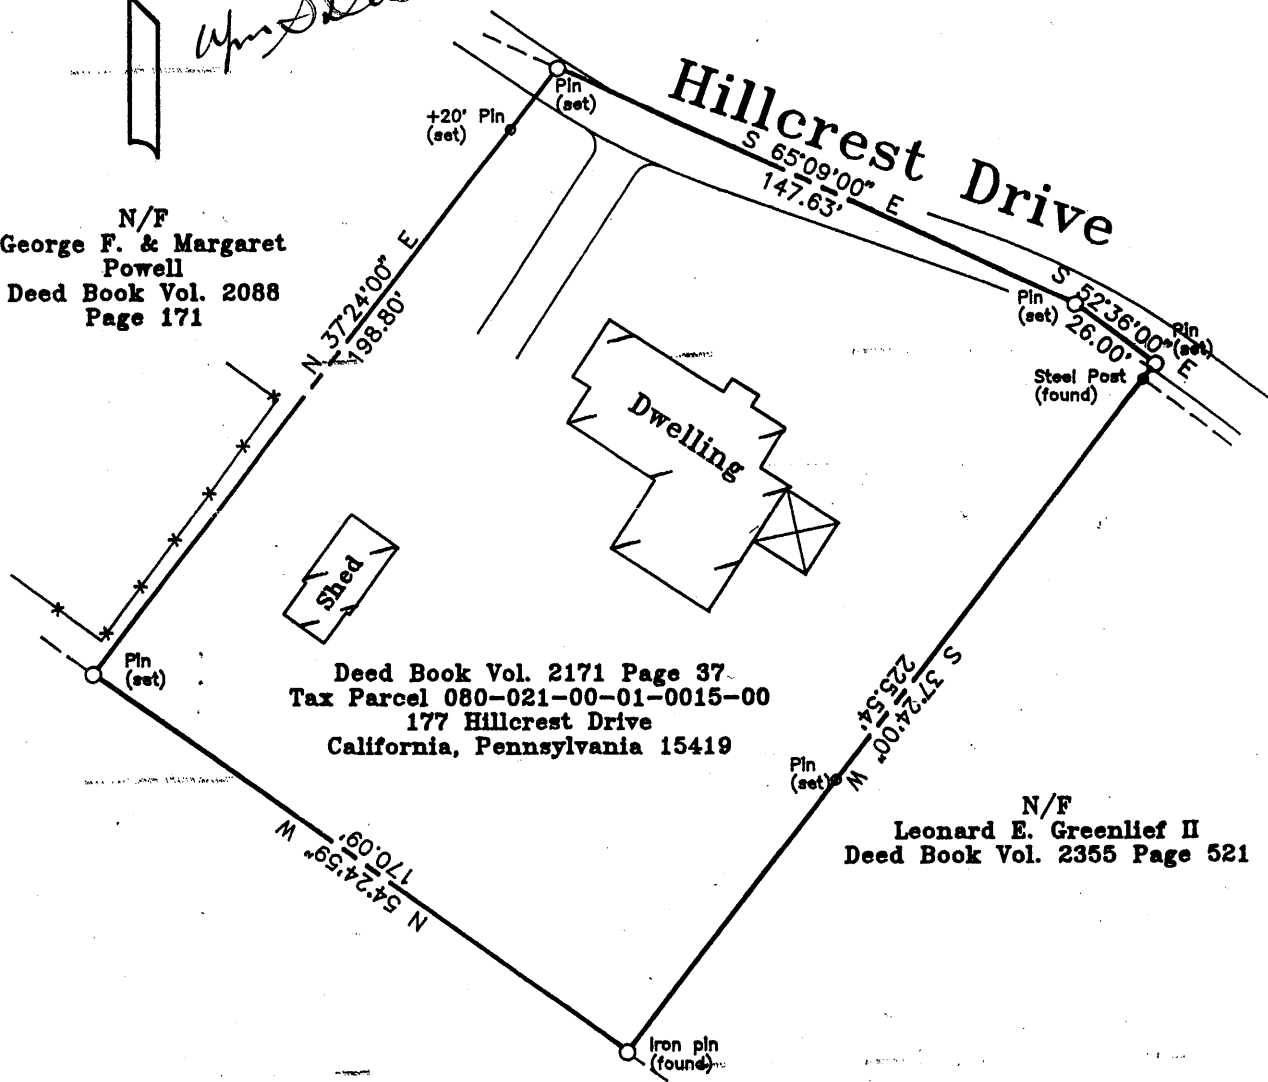 Hillcrest Drive
Pin
(set)
+20' Pin
(set)
S 65°09'00" E
147.63'
N/F
George F. & Margaret
Powell
Deed Book Vol. 2088
Page 171
N 37°24'00" E
198.80'
S 52°36'00" E
26.00'
Pin
(set)
Pin
(set)
Steel Post
(found)
Dwelling
Shed
Pin
(set)
Deed Book Vol. 2171 Page 37
Tax Parcel 080-021-00-01-0015-00
177 Hillcrest Drive
California, Pennsylvania 15419
S 37°24'00" W
225.54'
Pin
(set)
N/F
Leonard E. Greenlief II
Deed Book Vol. 2355 Page 521
N 54°24'59" W
170.09'
Iron pin
(found)